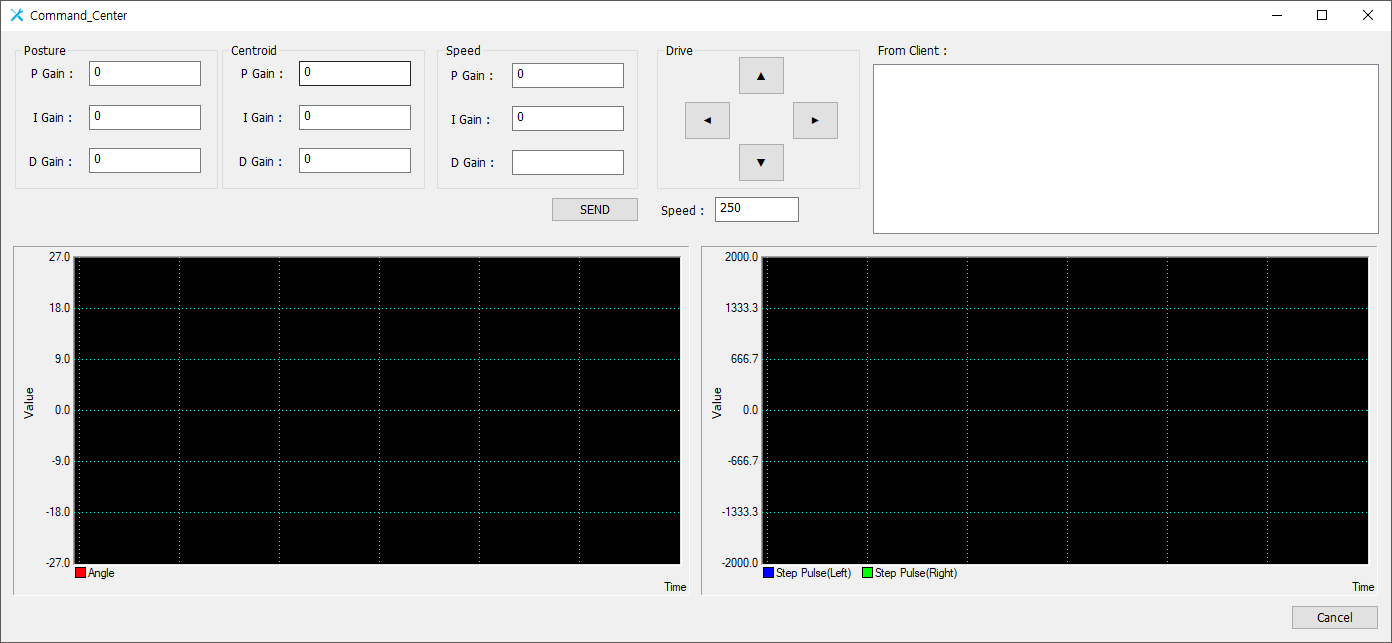 Command_Center
Posture
P Gain : 0
I Gain : 0
D Gain : 0
Centroid
P Gain : 0
I Gain : 0
D Gain : 0
Speed
P Gain : 0
I Gain : 0
D Gain :
SEND
Drive
▲
◄ ►
▼
Speed : 250
From Client :
27.0
18.0
9.0
0.0
-9.0
-18.0
-27.0
Value
Angle
Time
2000.0
1333.3
666.7
0.0
-666.7
-1333.3
-2000.0
Value
Step Pulse(Left) Step Pulse(Right)
Time
Cancel